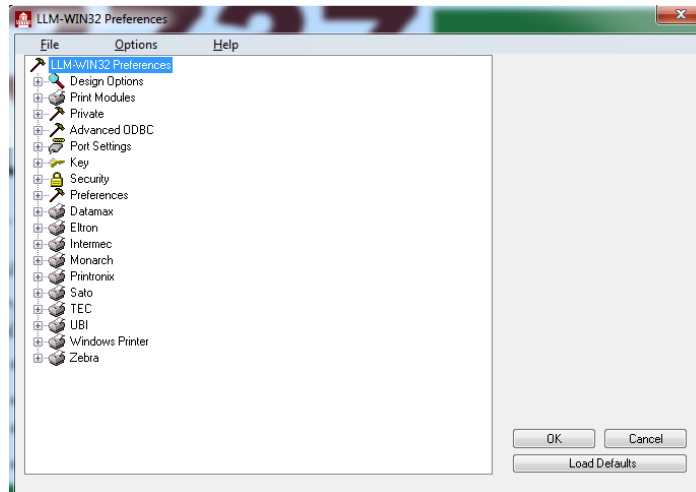 LLM-WIN32 Preferences
File Options Help
LLM-WIN32 Preferences
Design Options
Print Modules
Private
Advanced ODBC
Port Settings
Key
Security
Preferences
Datamax
Eltron
Intermec
Monarch
Printronix
Sato
TEC
UBI
Windows Printer
Zebra
OK Cancel
Load Defaults